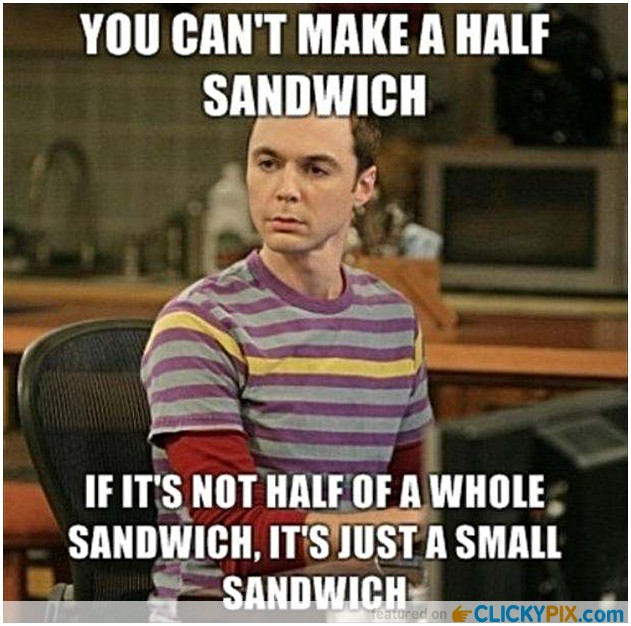 YOU CAN'T MAKE A HALF
SANDWICH
IF IT'S NOT HALF OF A WHOLE
SANDWICH, IT'S JUST A SMALL
SANDWICH
featured on CLICKYPIX.com